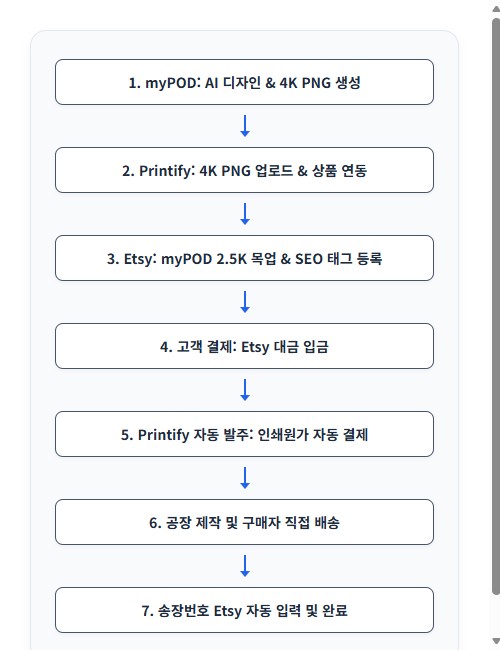 1. myPOD: AI 디자인 & 4K PNG 생성
2. Printify: 4K PNG 업로드 & 상품 연동
3. Etsy: myPOD 2.5K 목업 & SEO 태그 등록
4. 고객 결제: Etsy 대금 입금
5. Printify 자동 발주: 인쇄원가 자동 결제
6. 공장 제작 및 구매자 직접 배송
7. 송장번호 Etsy 자동 입력 및 완료